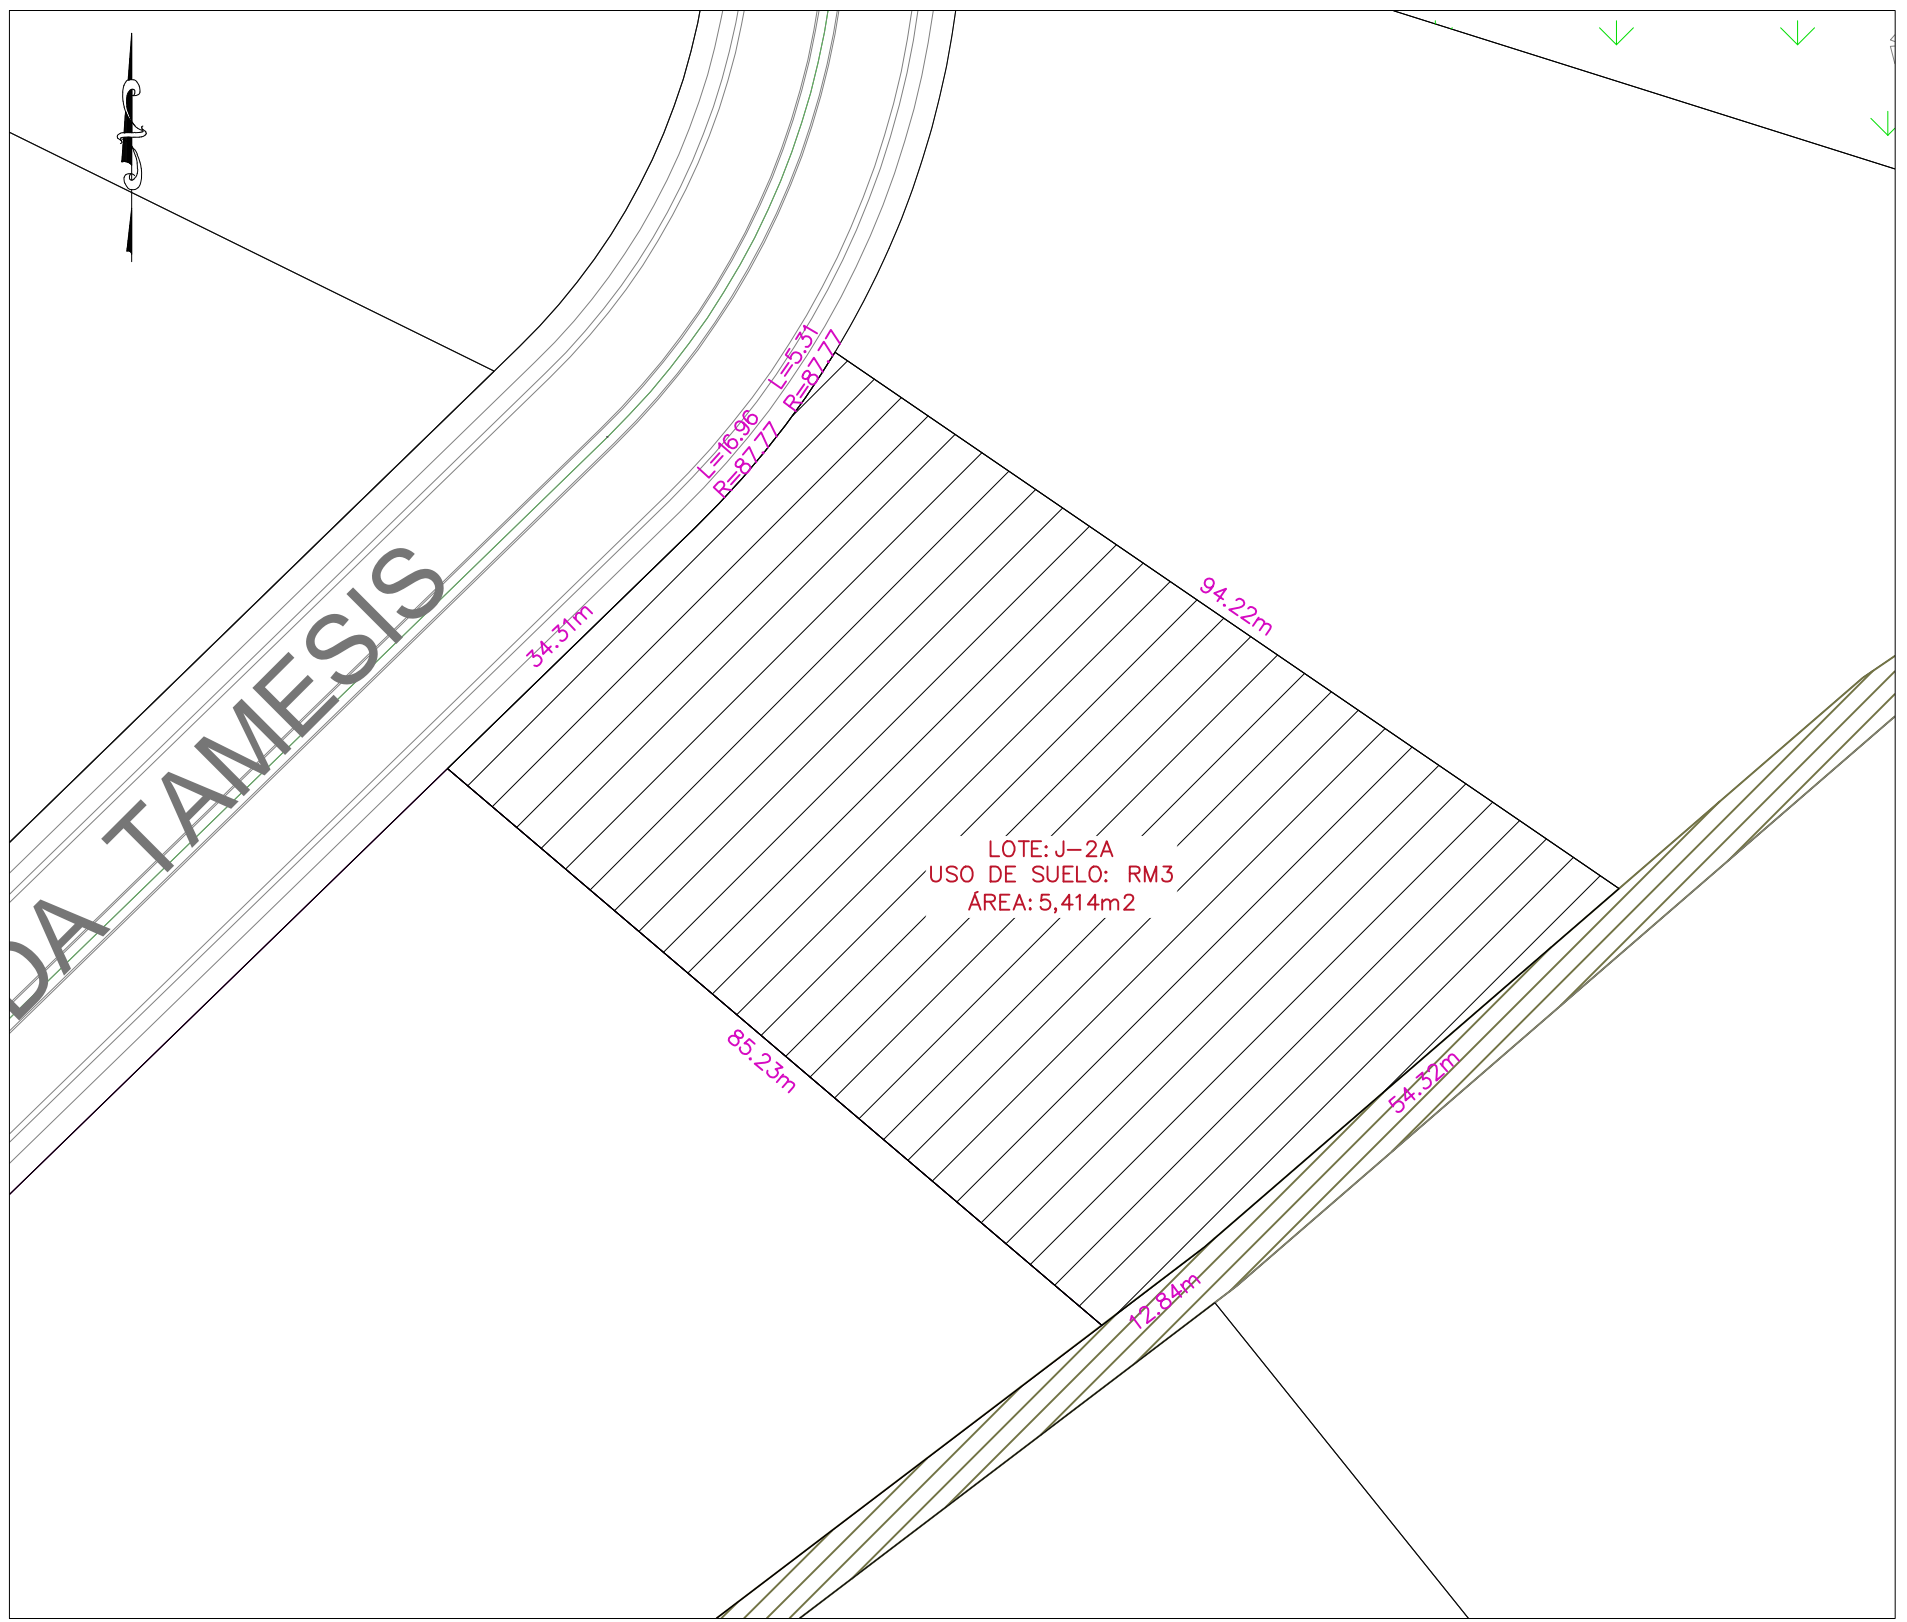 L=5.31
R=87.77
L=16.96
R=87.77
34.31m
94.22m
DA TAMESIS
LOTE: J-2A
USO DE SUELO: RM3
ÁREA: 5,414m2
85.23m
54.32m
12.84m